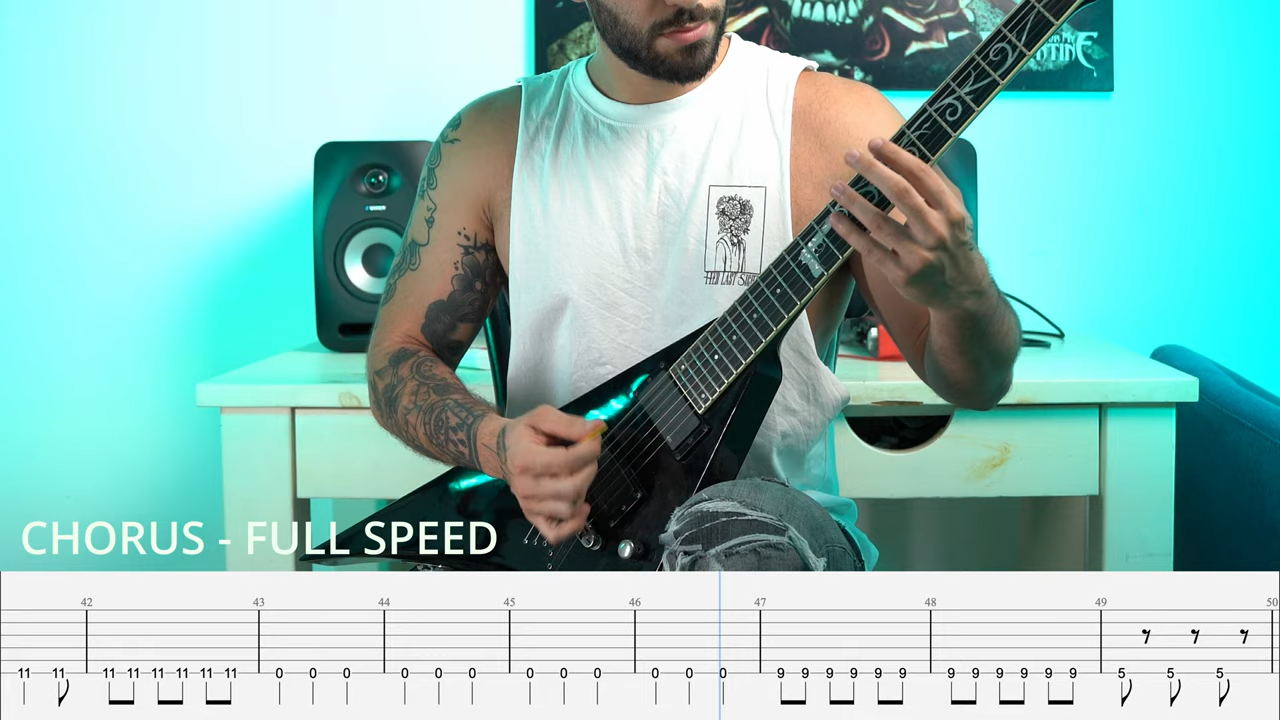 CHORUS - FULL SPEED
42 43 44 45 46 47 48 49 50
11 11 11 11 11 11 11 11 0 0 0 0 0 0 0 0 0 0 0 0 9 9 9 9 9 9 9 9 9 9 9 9 5 5 5